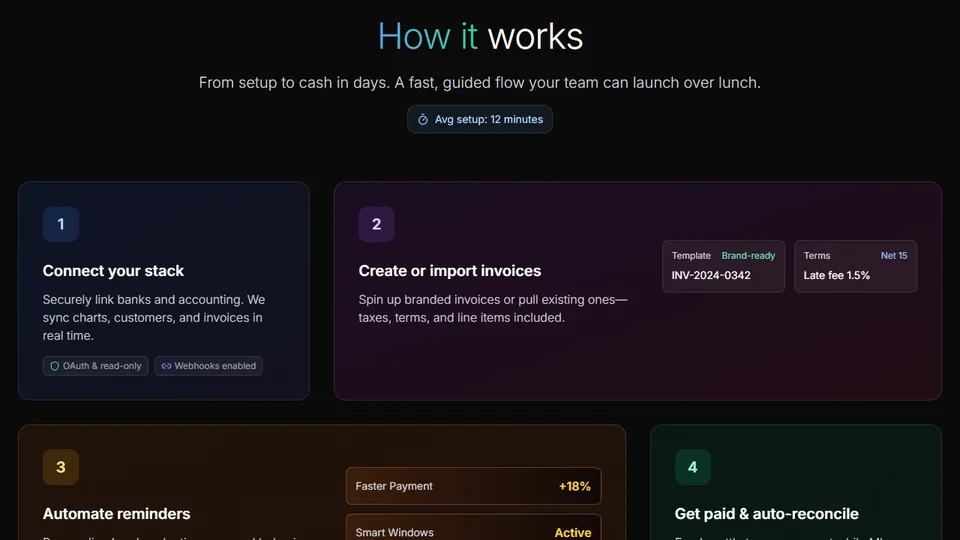 How it works
From setup to cash in days. A fast, guided flow your team can launch over lunch.
Avg setup: 12 minutes
1
Connect your stack
Securely link banks and accounting. We
sync charts, customers, and invoices in
real time.
OAuth & read-only
Webhooks enabled
2
Create or import invoices
Spin up branded invoices or pull existing ones—
taxes, terms, and line items included.
Template Brand-ready
INV-2024-0342
Terms Net 15
Late fee 1.5%
3
Automate reminders
Faster Payment +18%
Smart Windows Active
4
Get paid & auto-reconcile